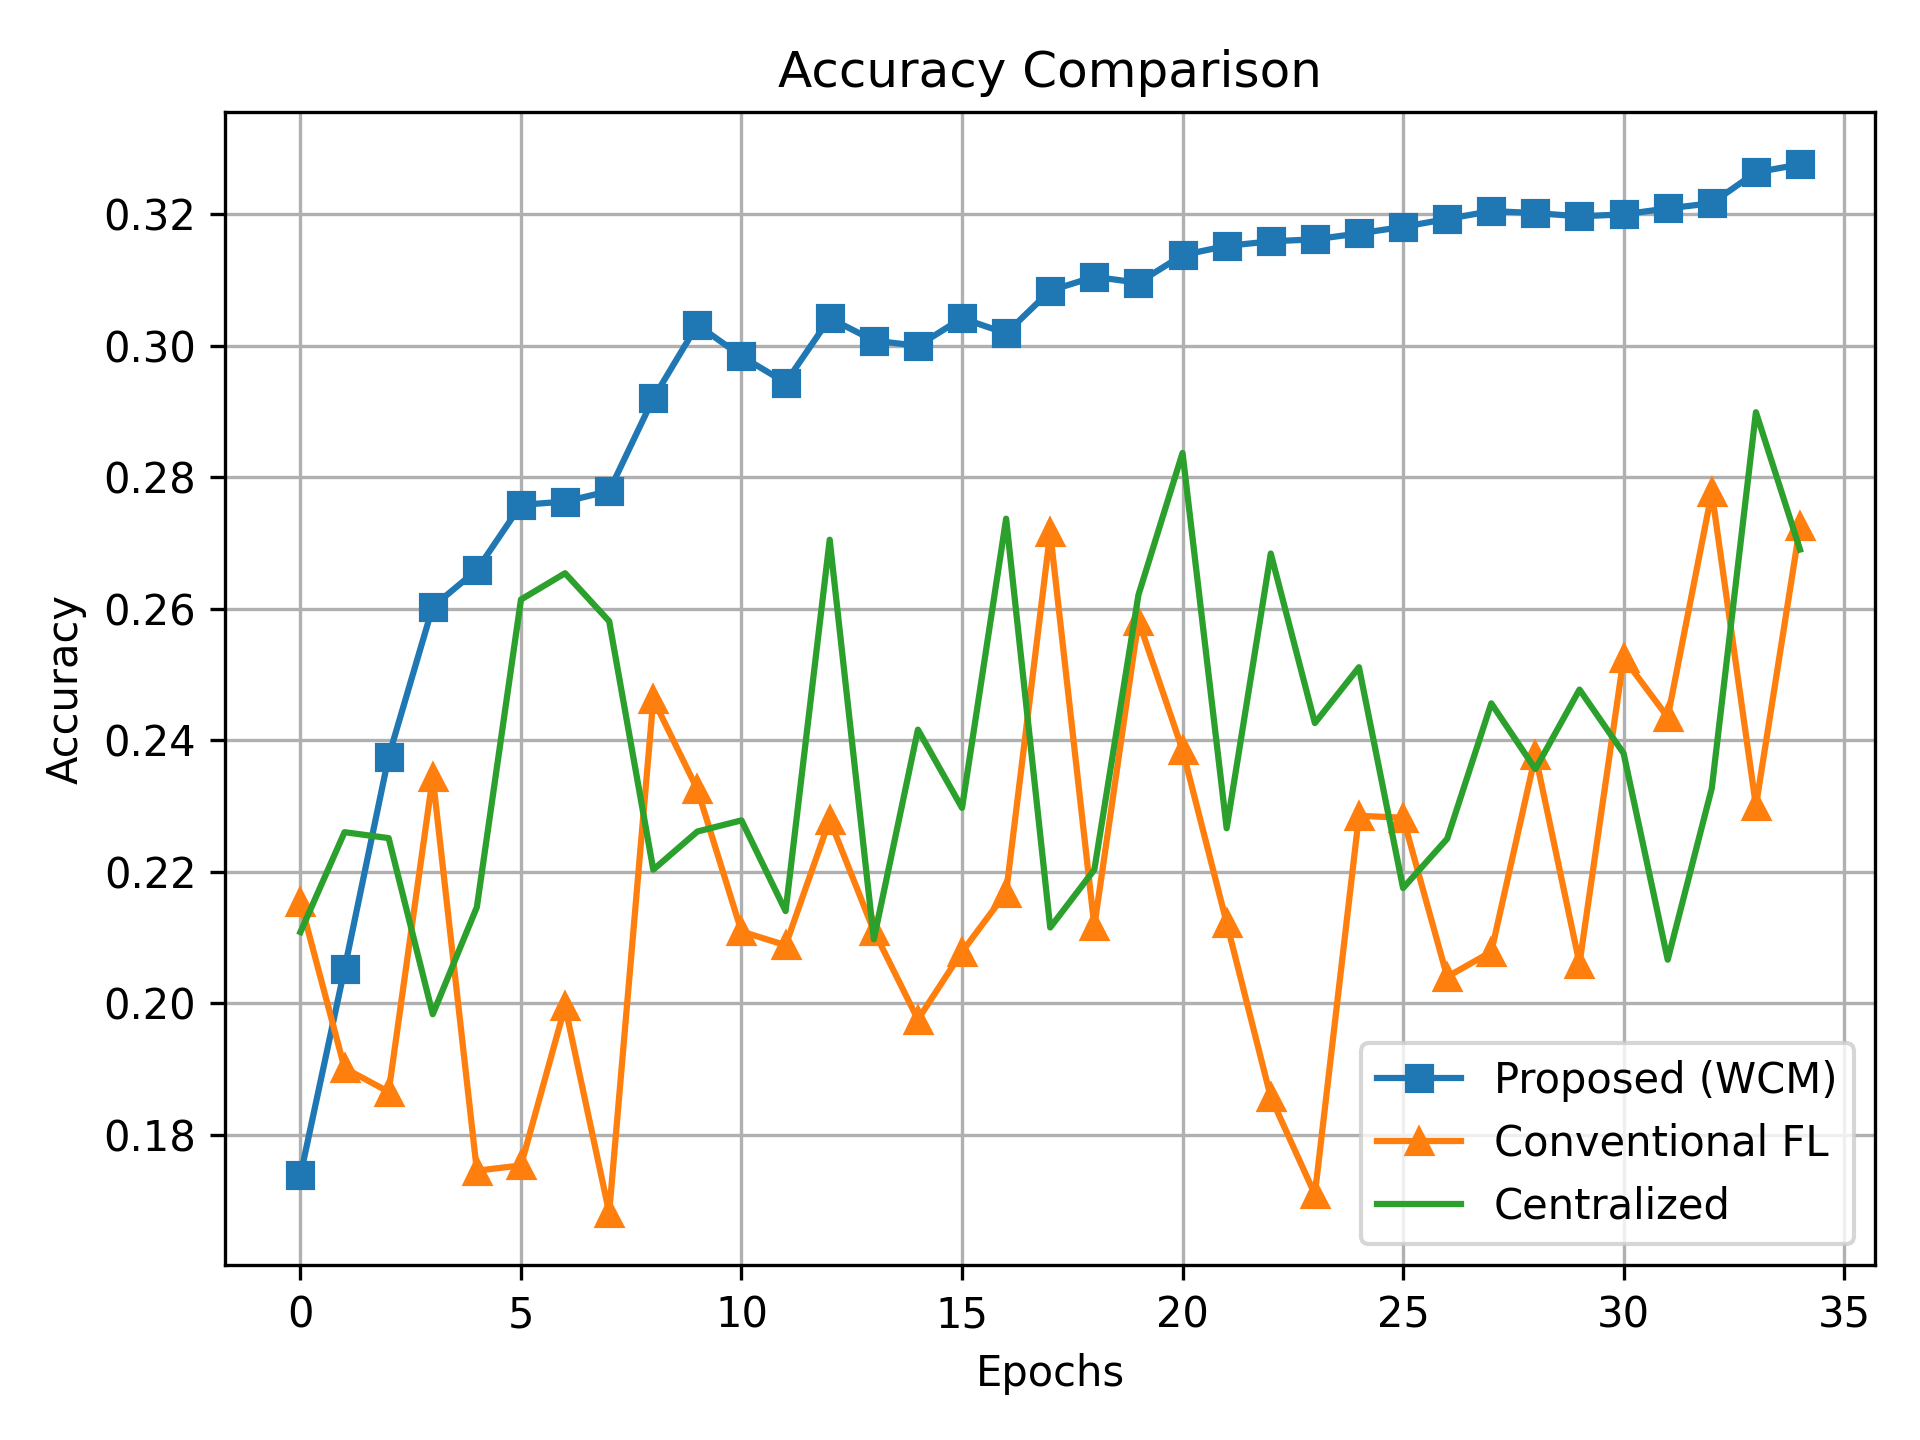 Accuracy Comparison
0.32
0.30
0.28
0.26
0.24
0.22
0.20
0.18
Accuracy
Proposed (WCM)
Conventional FL
Centralized
0 5 10 15 20 25 30 35
Epochs